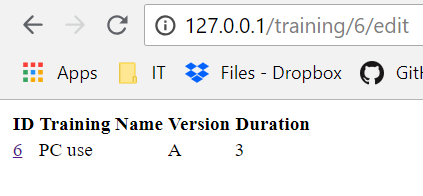 127.0.0.1/training/6/edit
Apps IT Files - Dropbox
ID Training Name Version Duration
6 PC use A 3